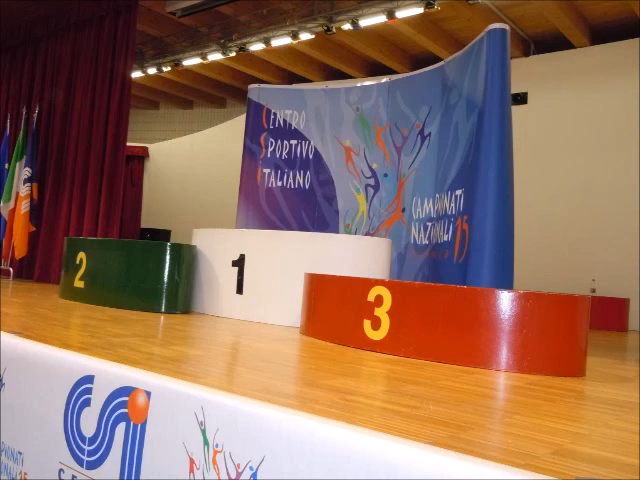 CENTRO
SPORTIVO
ITALIANO
CAMPIONATI
NAZIONALI 15
2
1
3
CSI